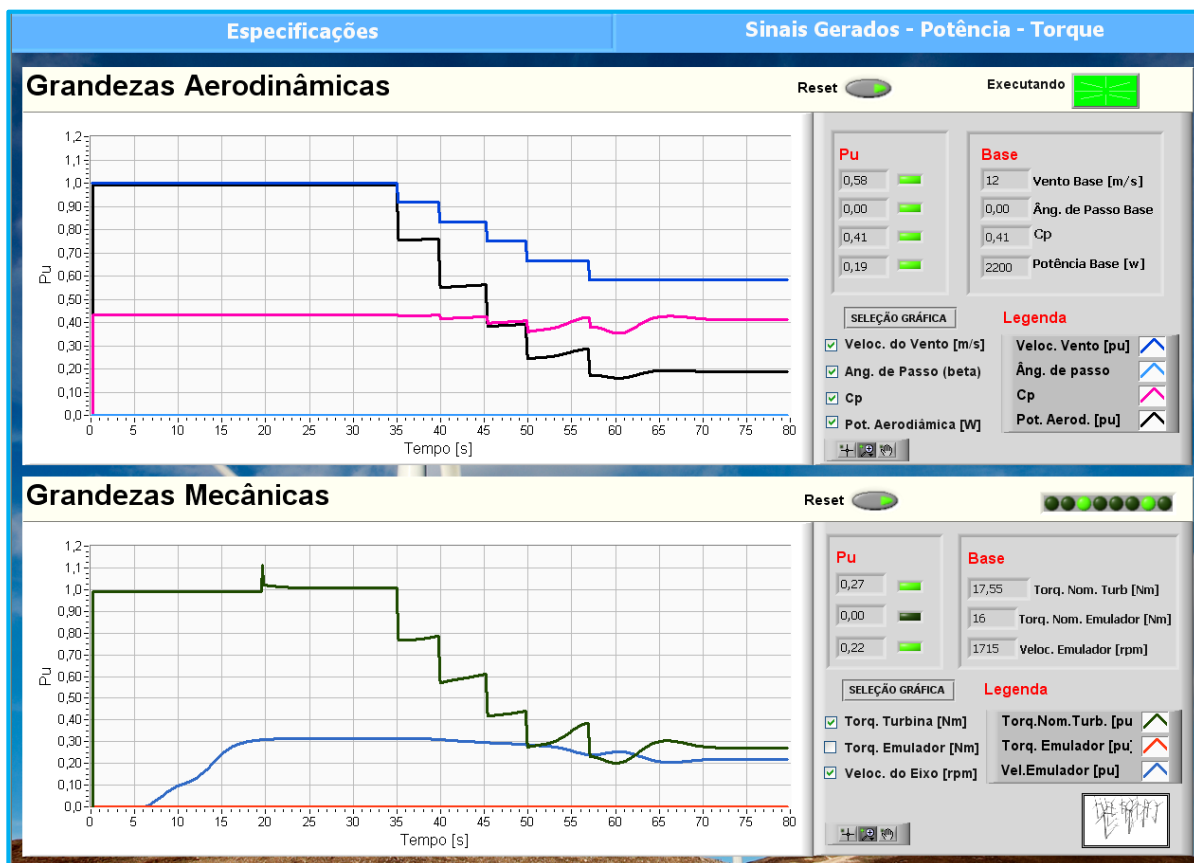 Especificações
Sinais Gerados - Potência - Torque
Grandezas Aerodinâmicas
Reset
Executando
1,2
1,1
1,0
0,90
0,80
0,70
0,60
0,50
0,40
0,30
0,20
0,10
0,0
Pu
0 5 10 15 20 25 30 35 40 45 50 55 60 65 70 75 80
Tempo [s]
Pu
0,58
0,00
0,41
0,19
Base
12 Vento Base [m/s]
0,00 Âng. de Passo Base
0,41 Cp
2200 Potência Base [w]
SELEÇÃO GRÁFICA
Veloc. do Vento [m/s]
Ang. de Passo (beta)
Cp
Pot. Aerodiâmica [W]
Legenda
Veloc. Vento [pu]
Âng. de passo
Cp
Pot. Aerod. [pu]
Grandezas Mecânicas
Reset
1,2
1,1
1,0
0,90
0,80
0,70
0,60
0,50
0,40
0,30
0,20
0,10
0,0
Pu
0 5 10 15 20 25 30 35 40 45 50 55 60 65 70 75 80
Tempo [s]
Pu
0,27
0,00
0,22
Base
17,55 Torq. Nom. Turb [Nm]
16 Torq. Nom. Emulador [Nm]
1715 Veloc. Emulador [rpm]
SELEÇÃO GRÁFICA
Torq. Turbina [Nm]
Torq. Emulador [Nm]
Veloc. do Eixo [rpm]
Legenda
Torq.Nom.Turb. [pu
Torq. Emulador [pu]
Vel.Emulador [pu]